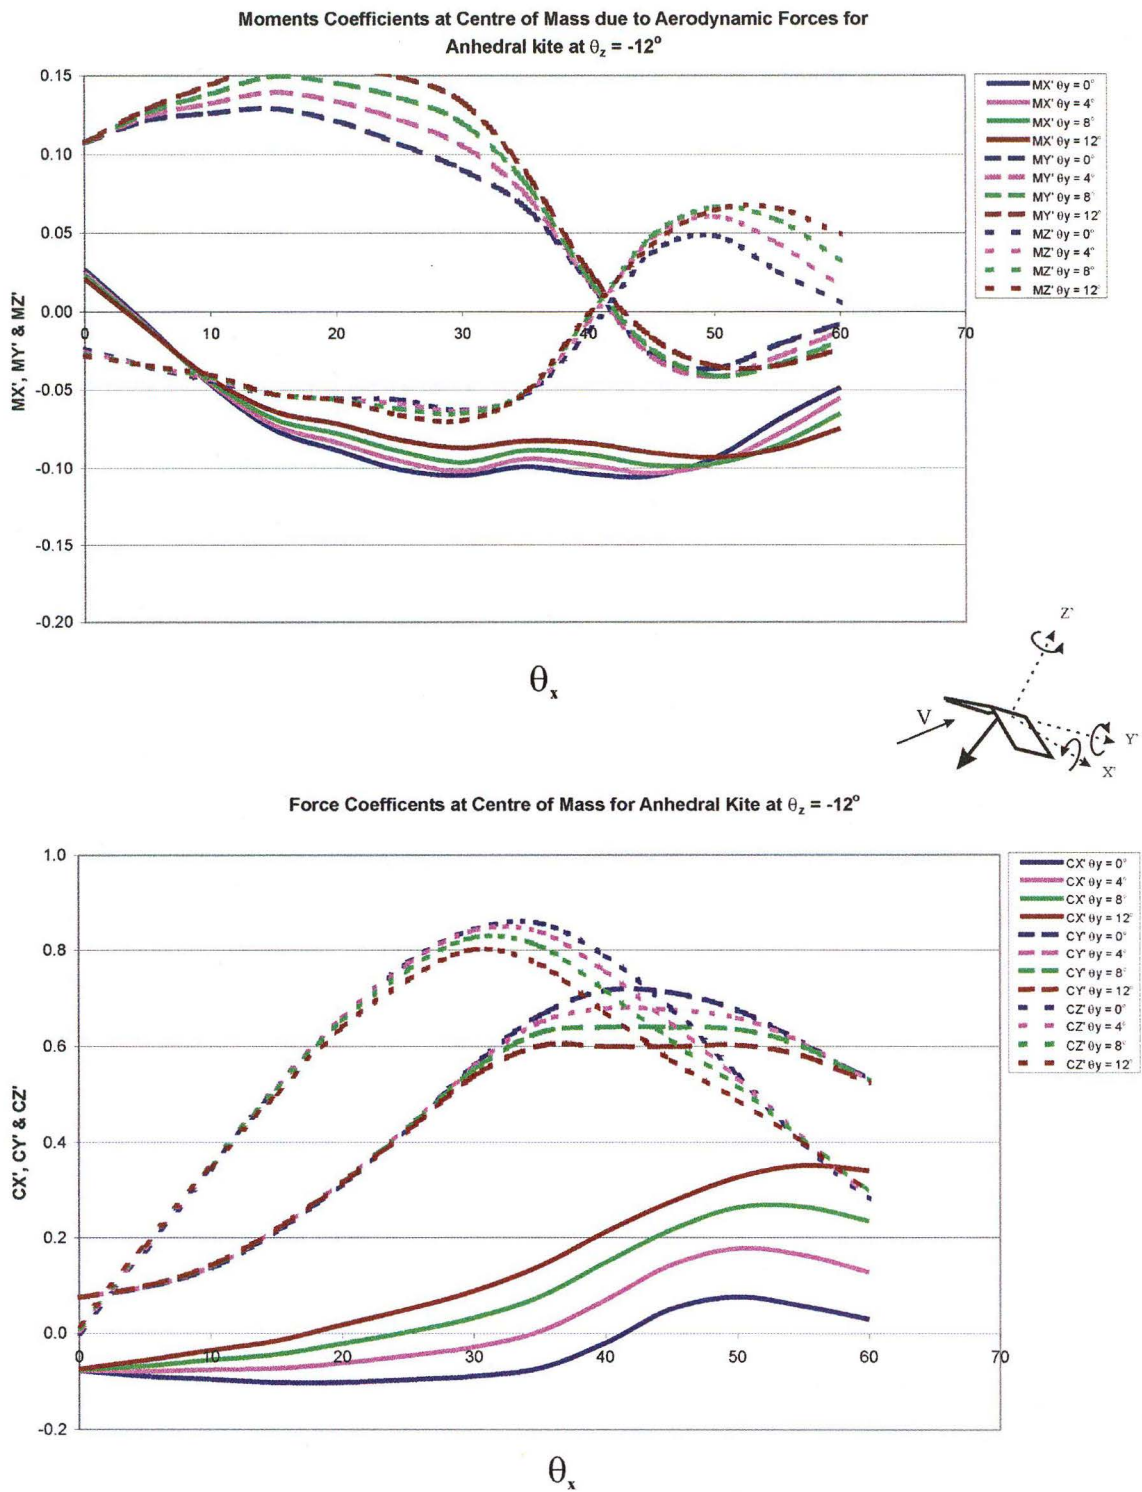 Moments Coefficients at Centre of Mass due to Aerodynamic Forces for
Anhedral kite at θz = -12°
MX', MY' & MZ'
0.15
0.10
0.05
0.00
-0.05
-0.10
-0.15
-0.20
0
10
20
30
40
50
60
70
MX' θy = 0°
MX' θy = 4°
MX' θy = 8°
MX' θy = 12°
MY' θy = 0°
MY' θy = 4°
MY' θy = 8°
MY' θy = 12°
MZ' θy = 0°
MZ' θy = 4°
MZ' θy = 8°
MZ' θy = 12°
θx
Z'
V
Y'
X'
Force Coefficents at Centre of Mass for Anhedral Kite at θz = -12°
CX', CY' & CZ'
1.0
0.8
0.6
0.4
0.2
0.0
-0.2
0
10
20
30
40
50
60
70
CX' θy = 0°
CX' θy = 4°
CX' θy = 8°
CX' θy = 12°
CY' θy = 0°
CY' θy = 4°
CY' θy = 8°
CY' θy = 12°
CZ' θy = 0°
CZ' θy = 4°
CZ' θy = 8°
CZ' θy = 12°
θx